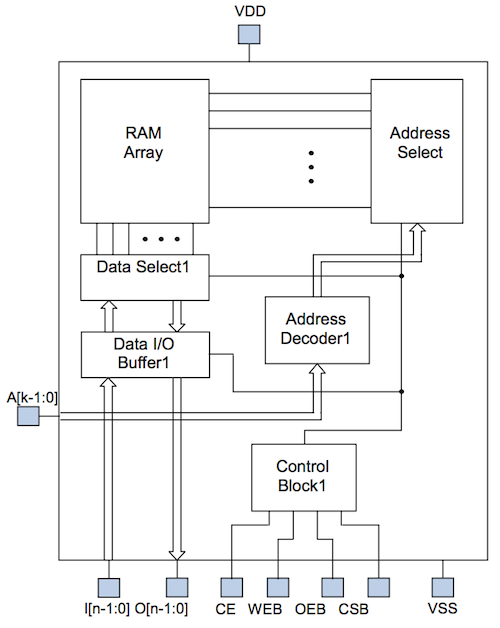 VDD
RAM
Array
Address
Select
Data Select1
Address
Decoder1
Data I/O
Buffer1
A[k-1:0]
Control
Block1
I[n-1:0] O[n-1:0] CE WEB OEB CSB VSS